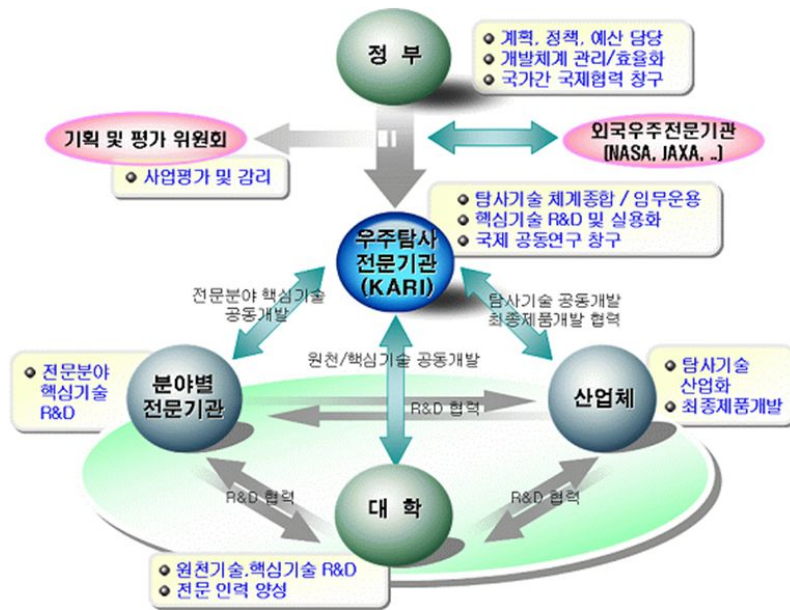 정 부
계획, 정책, 예산 담당
개발체계 관리/효율화
국가간 국제협력 창구
기획 및 평가 위원회
사업평가 및 감리
외국우주전문기관
(NASA, JAXA, ..)
우주탐사
전문기관
(KARI)
탐사기술 체계종합 / 임무운용
핵심기술 R&D 및 실용화
국제 공동연구 창구
전문분야 핵심기술
공동개발
탐사기술 공동개발
최종제품개발 협력
원천/핵심기술 공동개발
전문분야
핵심기술
R&D
분야별
전문기관
산업체
탐사기술
산업화
최종제품개발
R&D 협력
R&D 협력
R&D 협력
대 학
원천기술,핵심기술 R&D
전문 인력 양성